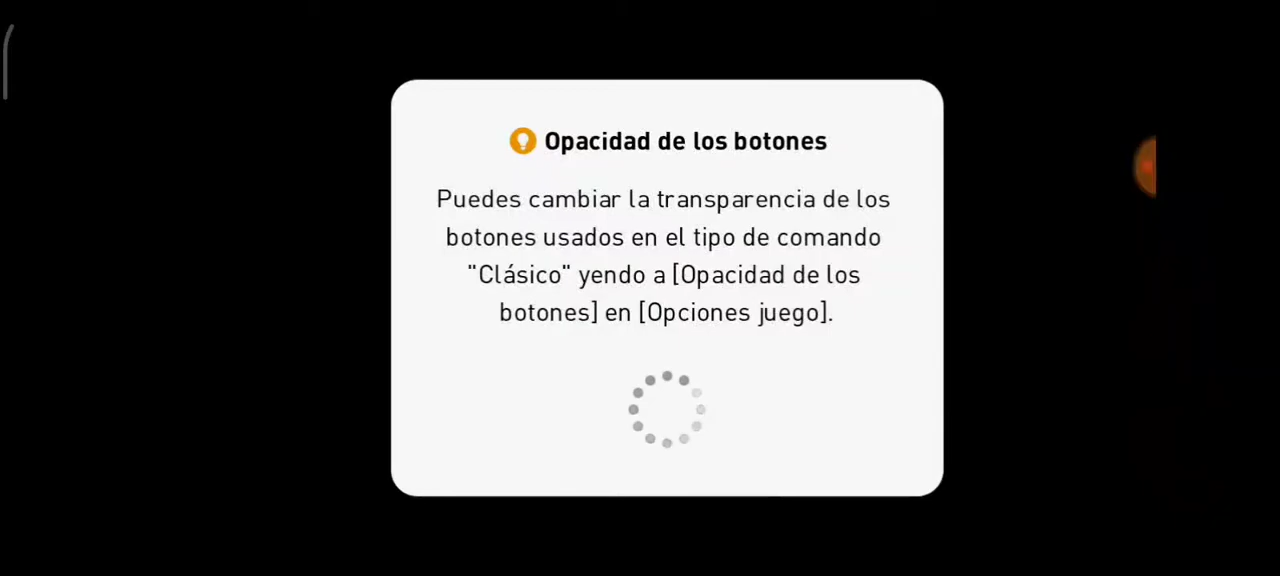 Opacidad de los botones
Puedes cambiar la transparencia de los
botones usados en el tipo de comando
"Clásico" yendo a [Opacidad de los
botones] en [Opciones juego].